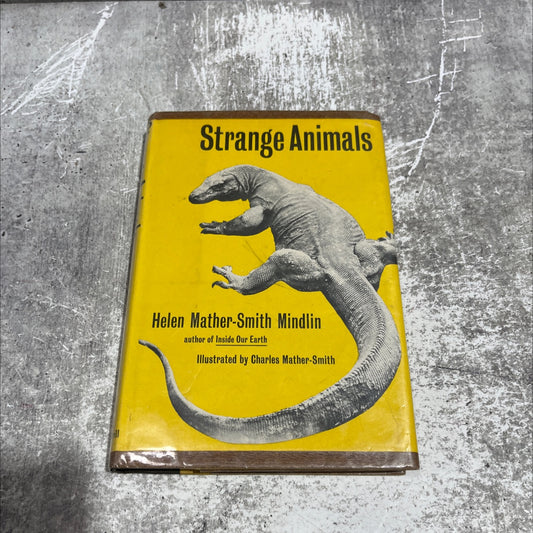 Strange Animals
Helen Mather-Smith Mindlin
author of Inside Our Earth
Illustrated by Charles Mather-Smith